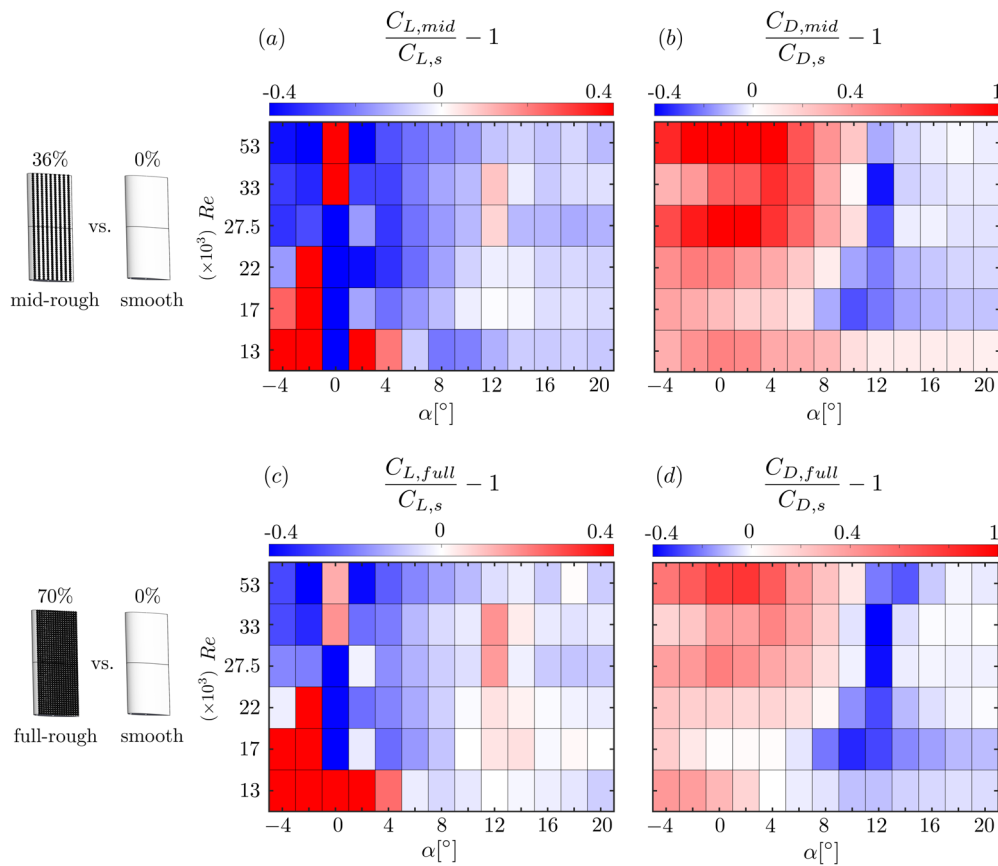 (a) C_{L,mid}/C_{L,s} − 1
-0.4 0 0.4
(b) C_{D,mid}/C_{D,s} − 1
-0.4 0 0.4 1
36% 0%
vs.
mid-rough smooth
(×10³) Re
53
33
27.5
22
17
13
−4 0 4 8 12 16 20
α[°]
−4 0 4 8 12 16 20
α[°]
(c) C_{L,full}/C_{L,s} − 1
-0.4 0 0.4
(d) C_{D,full}/C_{D,s} − 1
-0.4 0 0.4 1
70% 0%
vs.
full-rough smooth
(×10³) Re
53
33
27.5
22
17
13
−4 0 4 8 12 16 20
α[°]
−4 0 4 8 12 16 20
α[°]